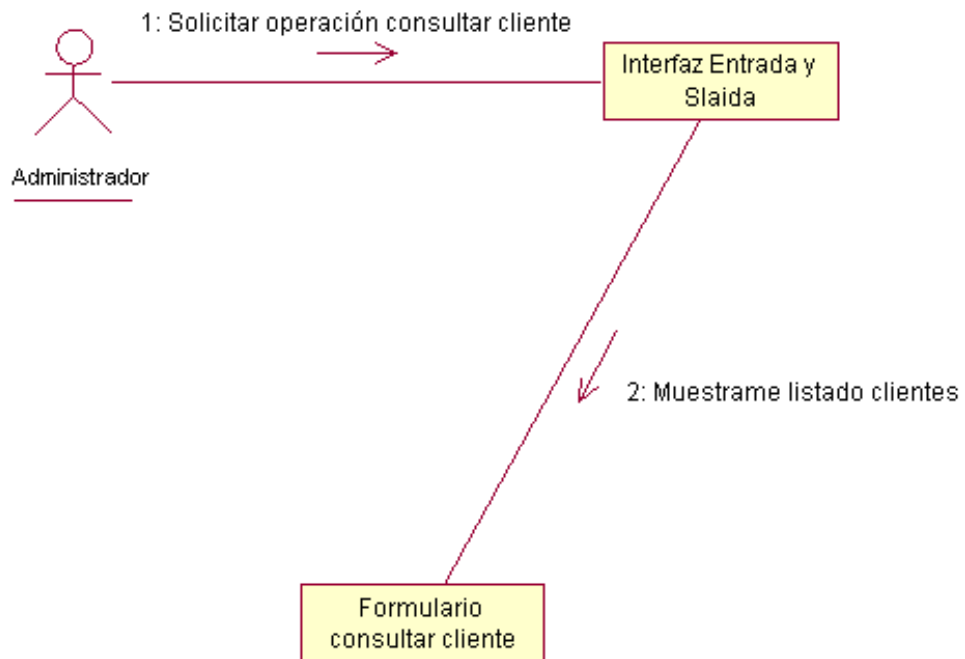 1: Solicitar operación consultar cliente
Interfaz Entrada y
Slaida
Administrador
2: Muestrame listado clientes
Formulario
consultar cliente